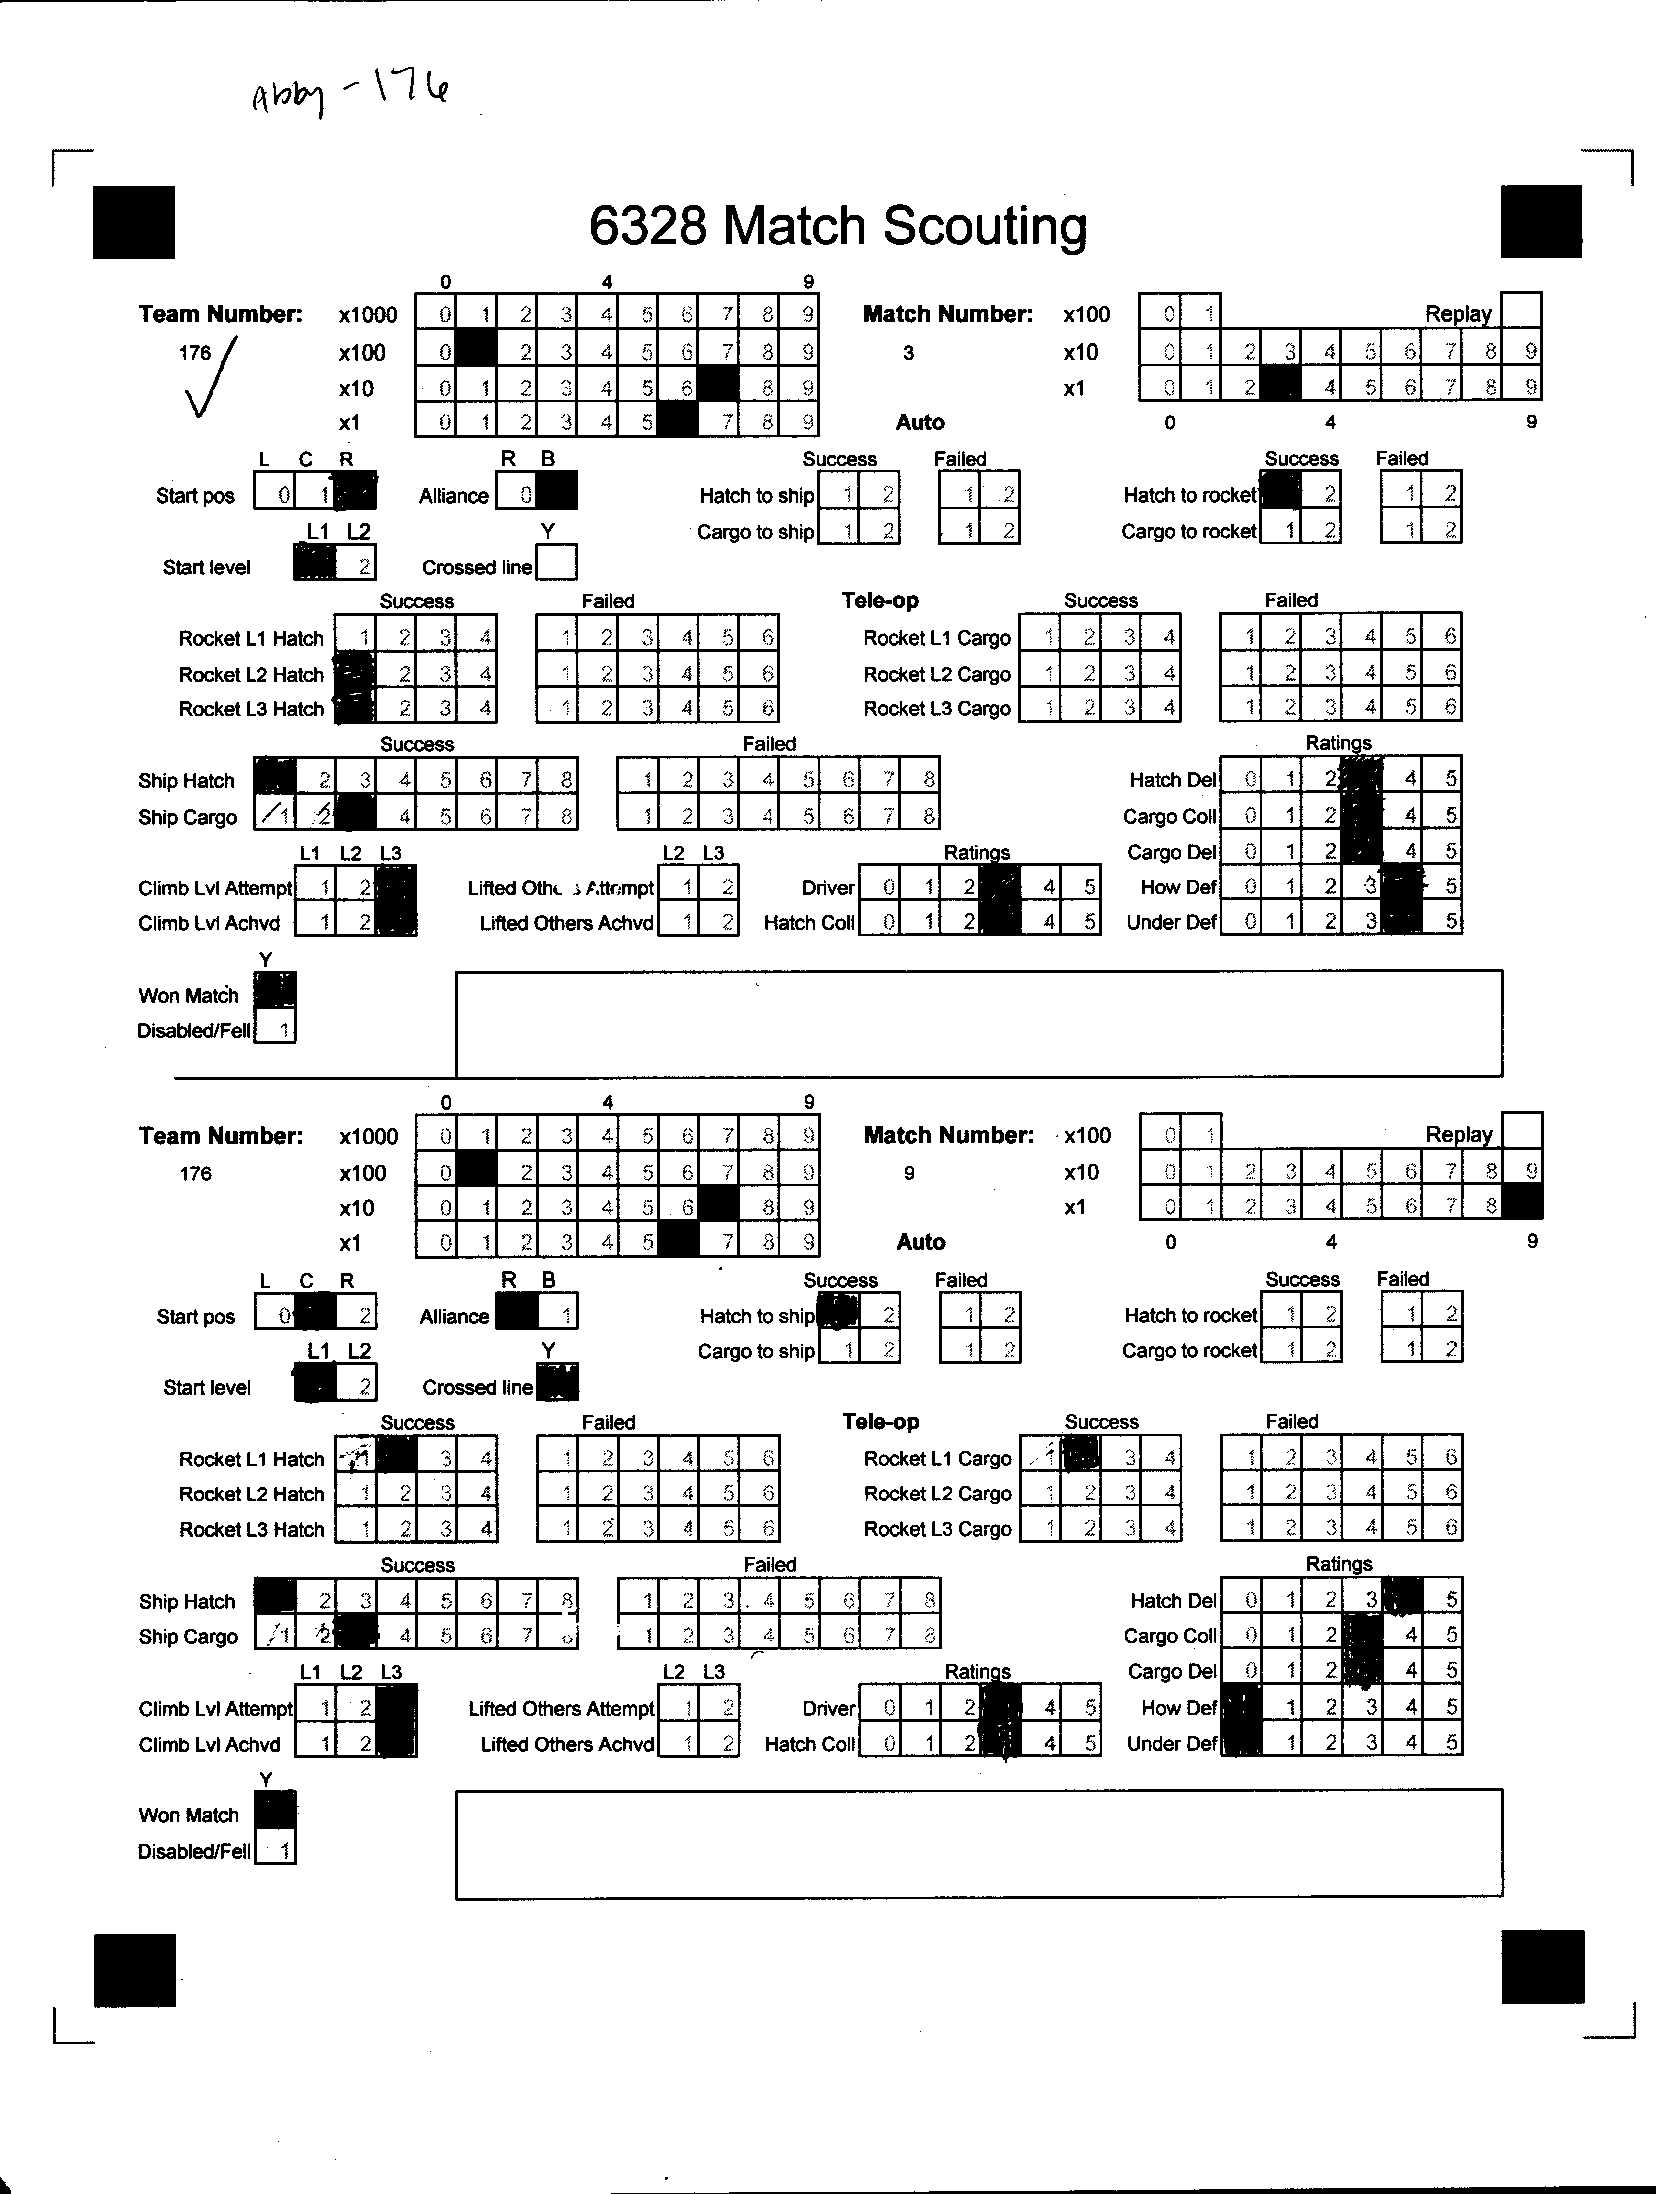 Abby - 176
6328 Match Scouting
0 4 9
Team Number: x1000 0 1 2 3 4 5 6 7 8 9 Match Number: x100 0 1 Replay
176 x100 0 2 3 4 5 6 7 8 9 3 x10 0 1 2 3 4 5 6 7 8 9
x10 0 1 2 3 4 5 6 8 9 x1 0 1 2 4 5 6 7 8 9
x1 0 1 2 3 4 5 7 8 9 Auto 0 4 9
L C R R B Success Failed Success Failed
Start pos 0 1 Alliance 0 Hatch to ship 1 2 1 2 Hatch to rocket 2 1 2
L1 L2 Y Cargo to ship 1 2 1 2 Cargo to rocket 1 2 1 2
Start level 2 Crossed line
Success Failed Tele-op Success Failed
Rocket L1 Hatch 1 2 3 4 1 2 3 4 5 6 Rocket L1 Cargo 1 2 3 4 1 2 3 4 5 6
Rocket L2 Hatch 2 3 4 1 2 3 4 5 6 Rocket L2 Cargo 1 2 3 4 1 2 3 4 5 6
Rocket L3 Hatch 2 3 4 1 2 3 4 5 6 Rocket L3 Cargo 1 2 3 4 1 2 3 4 5 6
Success Failed Ratings
Ship Hatch 2 3 4 5 6 7 8 1 2 3 4 5 6 7 8 Hatch Del 0 1 2 4 5
Ship Cargo 1 2 4 5 6 7 8 1 2 3 4 5 6 7 8 Cargo Coll 0 1 2 4 5
L1 L2 L3 L2 L3 Ratings Cargo Del 0 1 2 4 5
Climb Lvl Attempt 1 2 Lifted Others Attempt 1 2 Driver 0 1 2 4 5 How Def 0 1 2 3 5
Climb Lvl Achvd 1 2 Lifted Others Achvd 1 2 Hatch Coll 0 1 2 4 5 Under Def 0 1 2 3 5
Y
Won Match
Disabled/Fell 1
0 4 9
Team Number: x1000 0 1 2 3 4 5 6 7 8 9 Match Number: x100 0 1 Replay
176 x100 0 2 3 4 5 6 7 8 9 9 x10 0 1 2 3 4 5 6 7 8 9
x10 0 1 2 3 4 5 6 8 9 x1 0 1 2 3 4 5 6 7 8
x1 0 1 2 3 4 5 7 8 9 Auto 0 4 9
L C R R B Success Failed Success Failed
Start pos 0 2 Alliance 1 Hatch to ship 2 1 2 Hatch to rocket 1 2 1 2
L1 L2 Y Cargo to ship 1 2 1 2 Cargo to rocket 1 2 1 2
Start level 2 Crossed line
Success Failed Tele-op Success Failed
Rocket L1 Hatch 1 3 4 1 2 3 4 5 6 Rocket L1 Cargo 1 3 4 1 2 3 4 5 6
Rocket L2 Hatch 1 2 3 4 1 2 3 4 5 6 Rocket L2 Cargo 1 2 3 4 1 2 3 4 5 6
Rocket L3 Hatch 1 2 3 4 1 2 3 4 5 6 Rocket L3 Cargo 1 2 3 4 1 2 3 4 5 6
Success Failed Ratings
Ship Hatch 2 3 4 5 6 7 8 1 2 3 4 5 6 7 8 Hatch Del 0 1 2 3 5
Ship Cargo 1 2 4 5 6 7 8 1 2 3 4 5 6 7 8 Cargo Coll 0 1 2 4 5
L1 L2 L3 L2 L3 Ratings Cargo Del 0 1 2 4 5
Climb Lvl Attempt 1 2 Lifted Others Attempt 1 2 Driver 0 1 2 4 5 How Def 1 2 3 4 5
Climb Lvl Achvd 1 2 Lifted Others Achvd 1 2 Hatch Coll 0 1 2 4 5 Under Def 1 2 3 4 5
Y
Won Match
Disabled/Fell 1